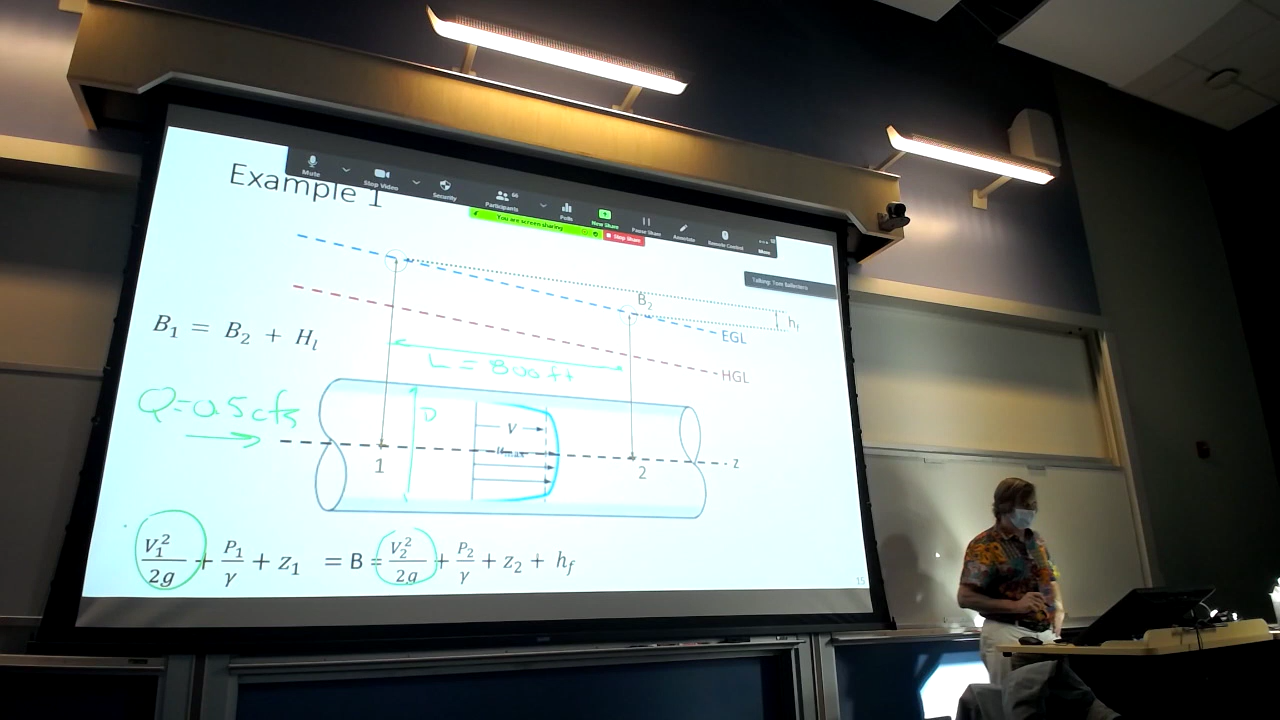 Mute
Stop Video
Security
Participants
66
Polls
New Share
Pause Share
Annotate
Remote Control
More
You are screen sharing
Stop Share
Example 1
B₂
h
EGL
B₁ = B₂ + Hₗ
L = 800 ft
HGL
Q=0.5 cfs
D
V
1
2
z
V₁²/2g + P₁/γ + z₁ = B = V₂²/2g + P₂/γ + z₂ + h_f
15